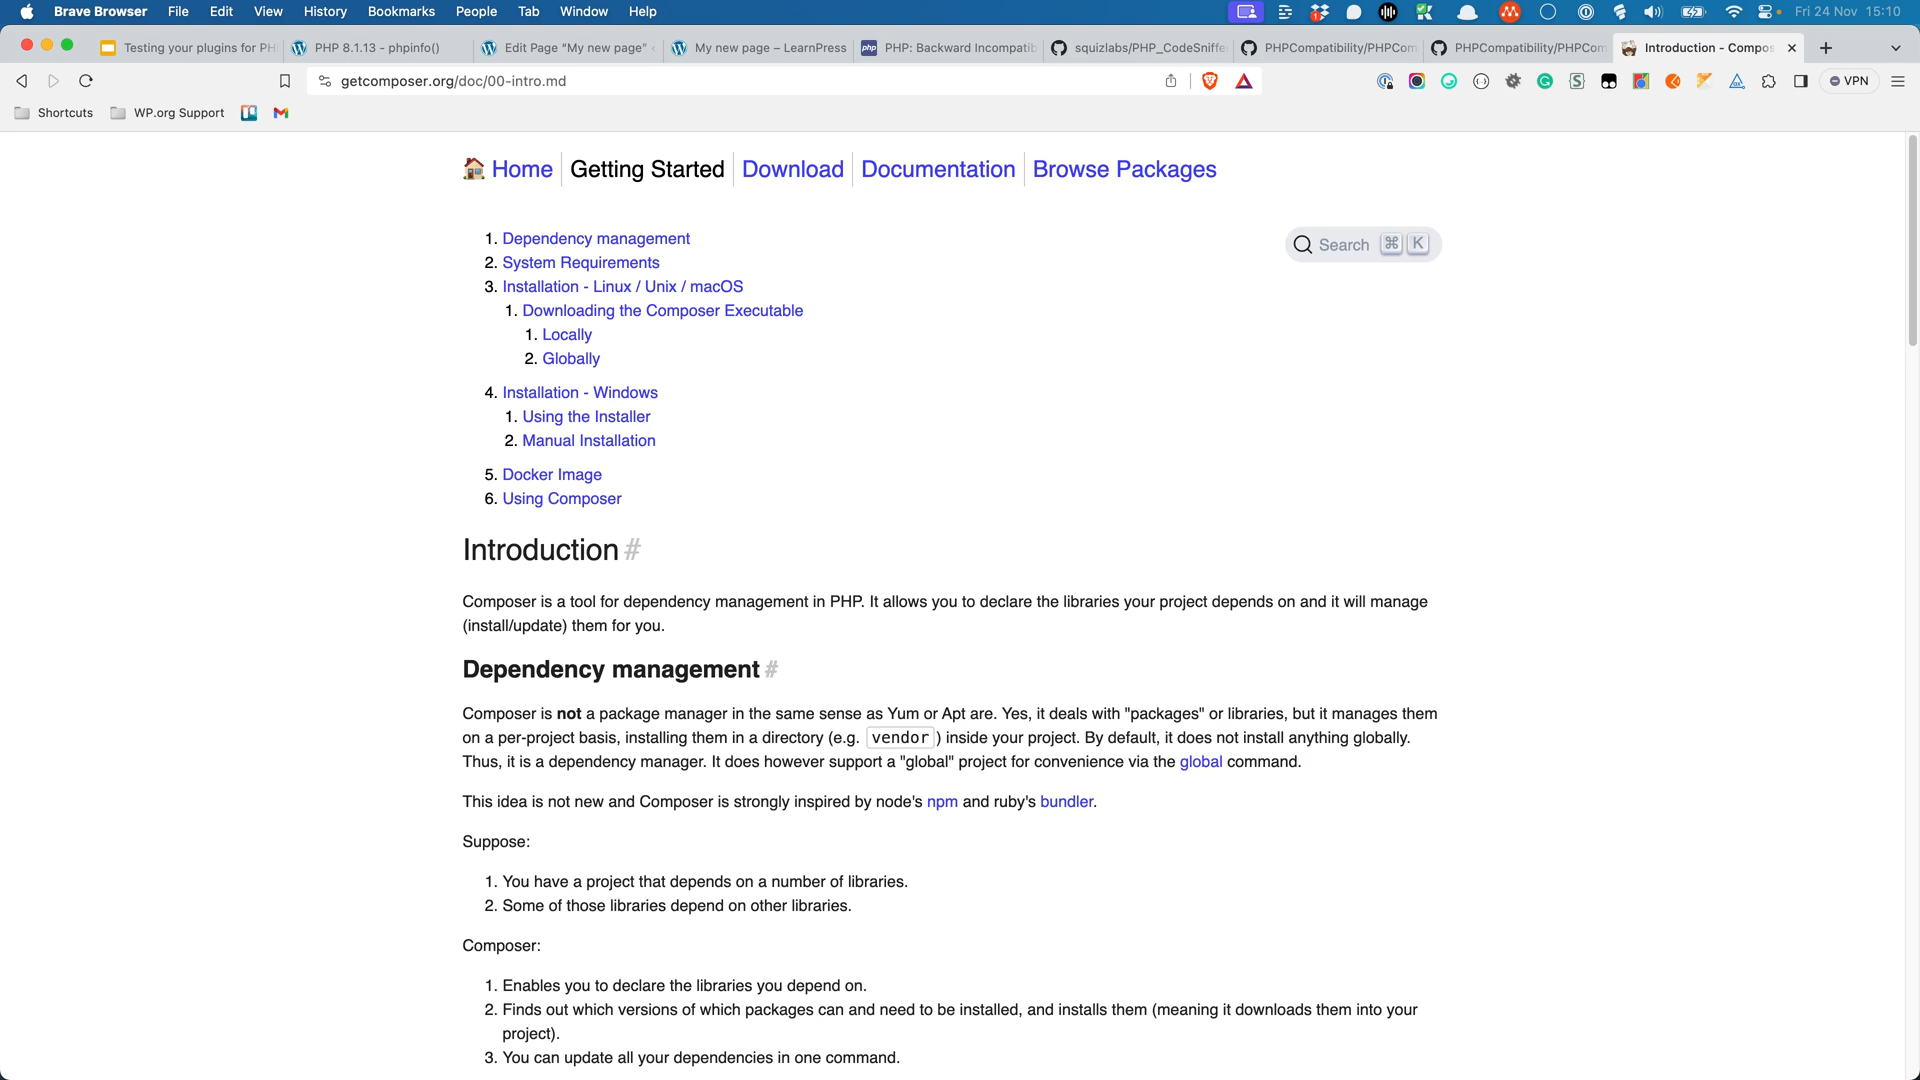 Brave Browser File Edit View History Bookmarks People Tab Window Help Fri 24 Nov 15:10
Testing your plugins for PH PHP 8.1.13 - phpinfo() Edit Page “My new page” ‹ My new page – LearnPress PHP: Backward Incompatib squizlabs/PHP_CodeSniffe PHPCompatibility/PHPCom PHPCompatibility/PHPCom Introduction - Compos
getcomposer.org/doc/00-intro.md VPN
Shortcuts WP.org Support
Home Getting Started Download Documentation Browse Packages
Search ⌘ K
1. Dependency management
2. System Requirements
3. Installation - Linux / Unix / macOS
1. Downloading the Composer Executable
1. Locally
2. Globally
4. Installation - Windows
1. Using the Installer
2. Manual Installation
5. Docker Image
6. Using Composer
Introduction #
Composer is a tool for dependency management in PHP. It allows you to declare the libraries your project depends on and it will manage
(install/update) them for you.
Dependency management #
Composer is not a package manager in the same sense as Yum or Apt are. Yes, it deals with "packages" or libraries, but it manages them
on a per-project basis, installing them in a directory (e.g. vendor) inside your project. By default, it does not install anything globally.
Thus, it is a dependency manager. It does however support a "global" project for convenience via the global command.
This idea is not new and Composer is strongly inspired by node's npm and ruby's bundler.
Suppose:
1. You have a project that depends on a number of libraries.
2. Some of those libraries depend on other libraries.
Composer:
1. Enables you to declare the libraries you depend on.
2. Finds out which versions of which packages can and need to be installed, and installs them (meaning it downloads them into your
project).
3. You can update all your dependencies in one command.